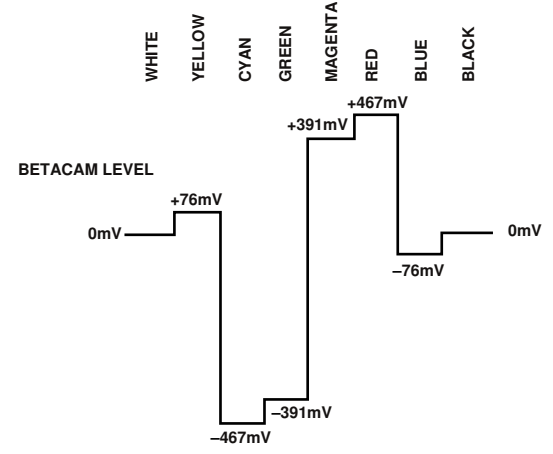 WHITE
YELLOW
CYAN
GREEN
MAGENTA
RED
BLUE
BLACK
+467mV
+391mV
BETACAM LEVEL
+76mV
0mV
0mV
–76mV
–391mV
–467mV